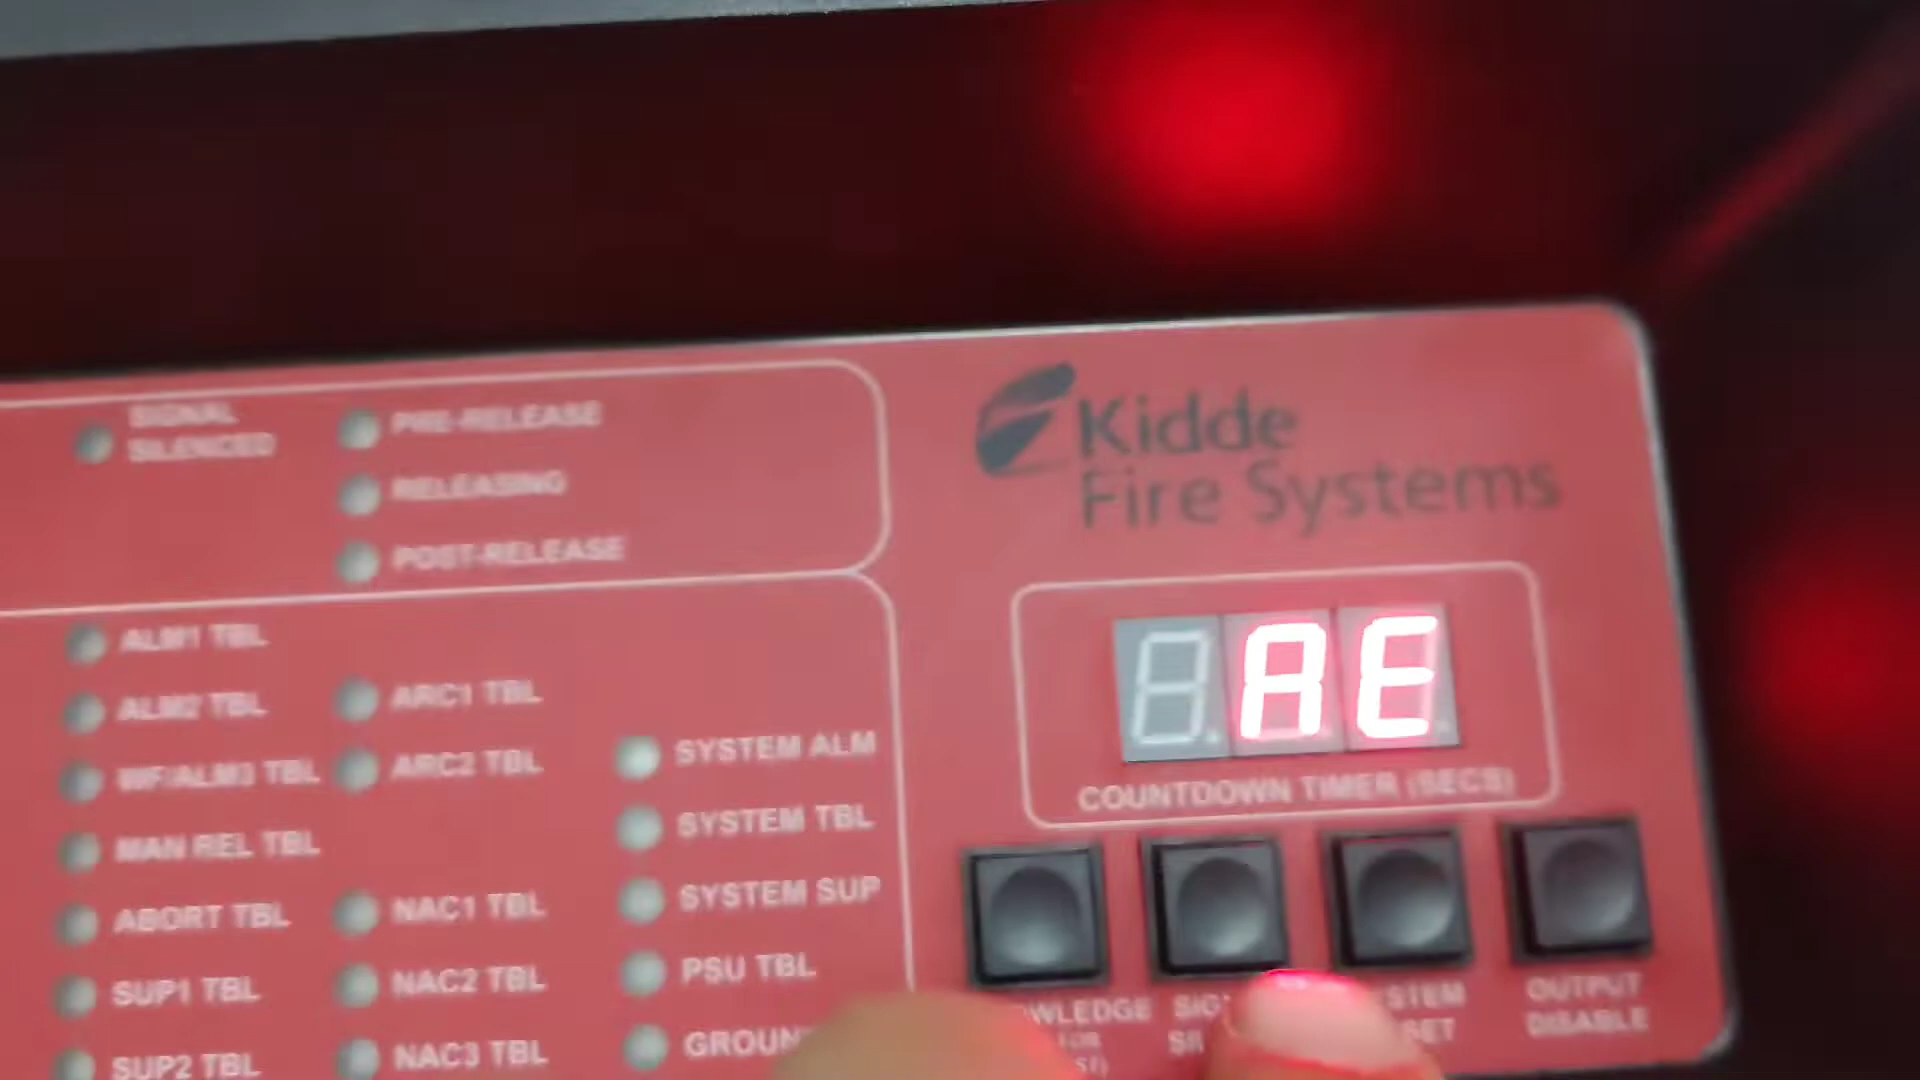 SIGNAL
SILENCED
PRE-RELEASE
RELEASING
POST-RELEASE
Kidde
Fire Systems
AE
COUNTDOWN TIMER (SECS)
ALM1 TBL
ALM2 TBL
WF/ALM3 TBL
MAN REL TBL
ABORT TBL
SUP1 TBL
SUP2 TBL
ARC1 TBL
ARC2 TBL
NAC1 TBL
NAC2 TBL
NAC3 TBL
SYSTEM ALM
SYSTEM TBL
SYSTEM SUP
PSU TBL
OUTPUT
DISABLE